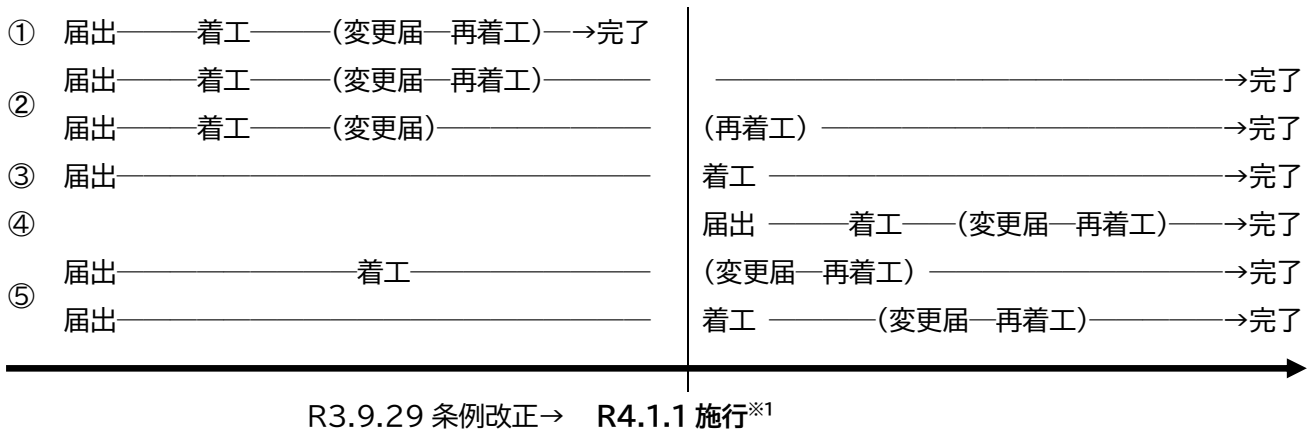 ① 届出―――着工―――(変更届―再着工)―→完了
届出―――着工―――(変更届―再着工)―――― ―――――――――――――――――――→完了
②
届出―――着工―――(変更届)―――――――― (再着工) ―――――――――――――――→完了
③ 届出―――――――――――――――――――― 着工 ―――――――――――――――――→完了
④ 届出 ―――着工――(変更届―再着工)――→完了
届出―――――――――着工――――――――― (変更届―再着工) ―――――――――――→完了
⑤
届出―――――――――――――――――――― 着工 ――――(変更届―再着工)―――――→完了
R3.9.29 条例改正→ R4.1.1 施行※1